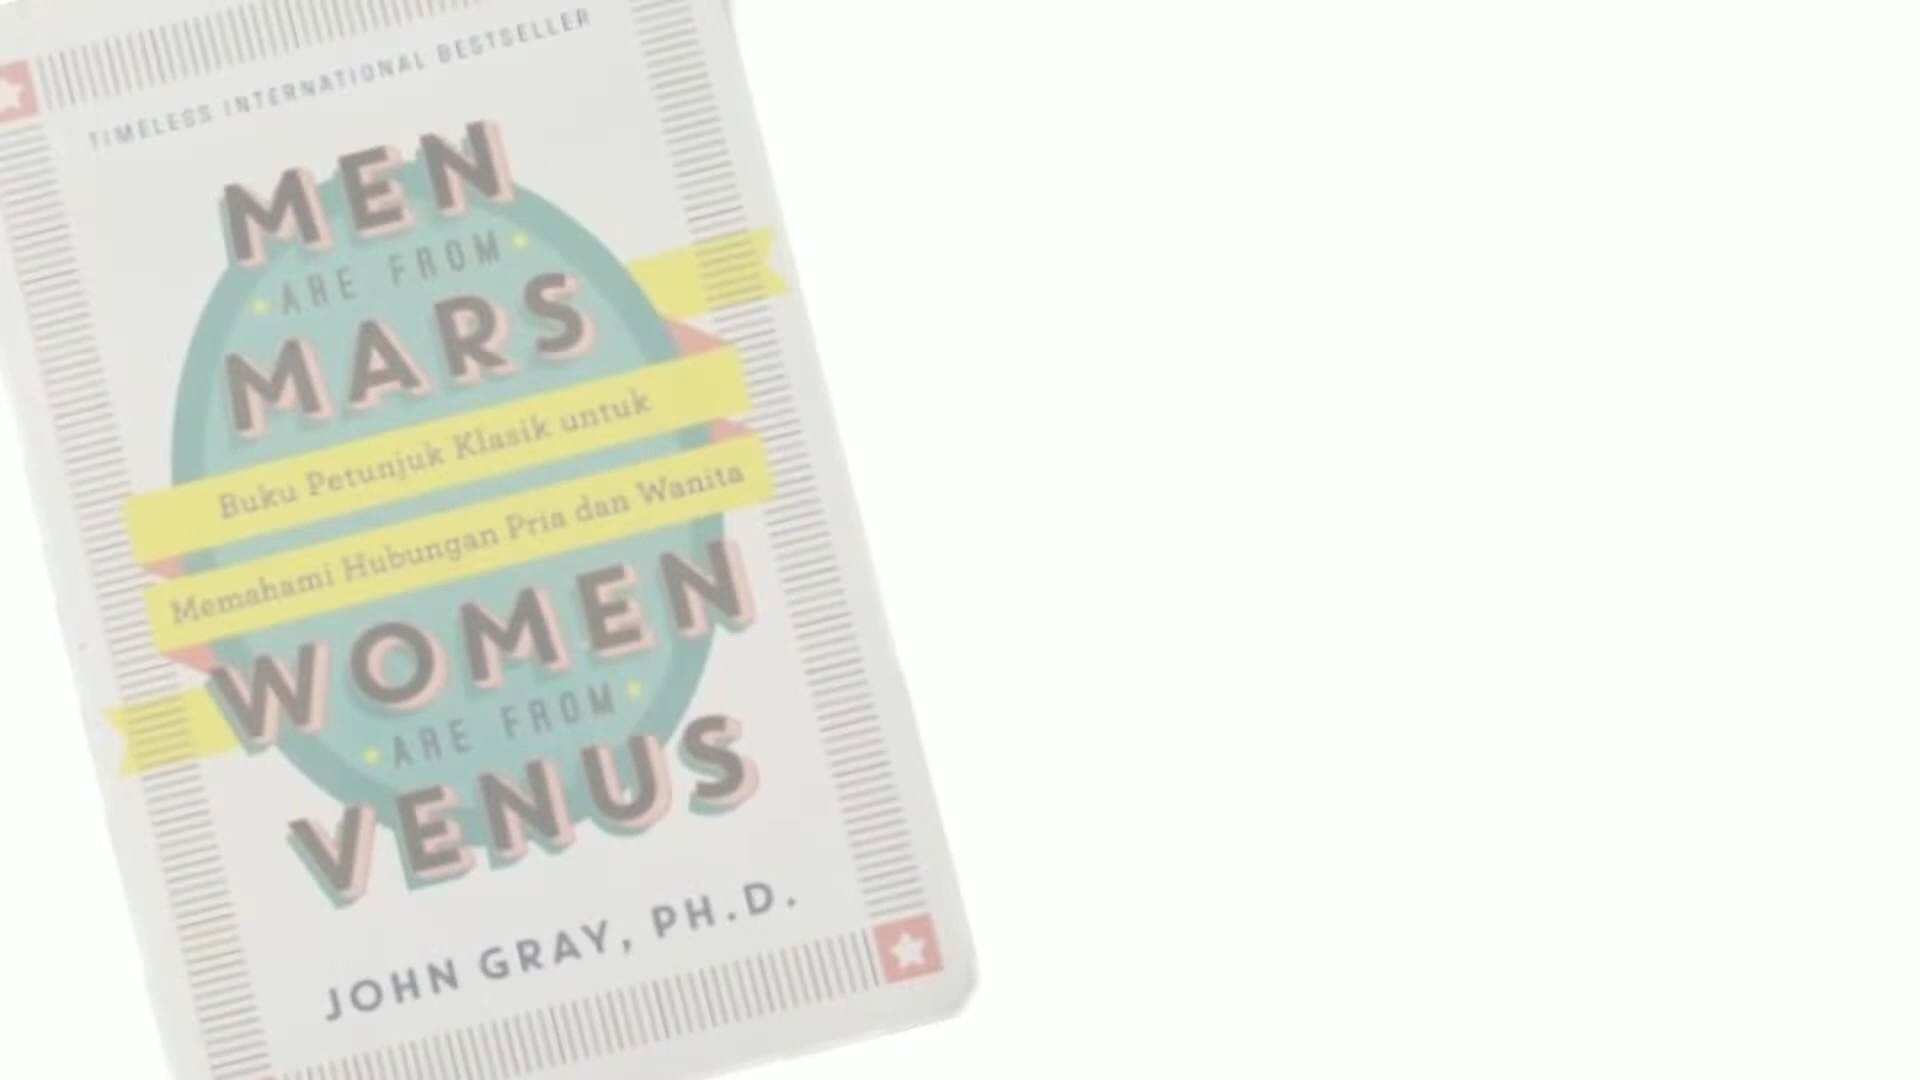 TIMELESS INTERNATIONAL BESTSELLER
MEN
ARE FROM
MARS
Buku Petunjuk Klasik untuk
Memahami Hubungan Pria dan Wanita
WOMEN
ARE FROM
VENUS
JOHN GRAY, PH.D.